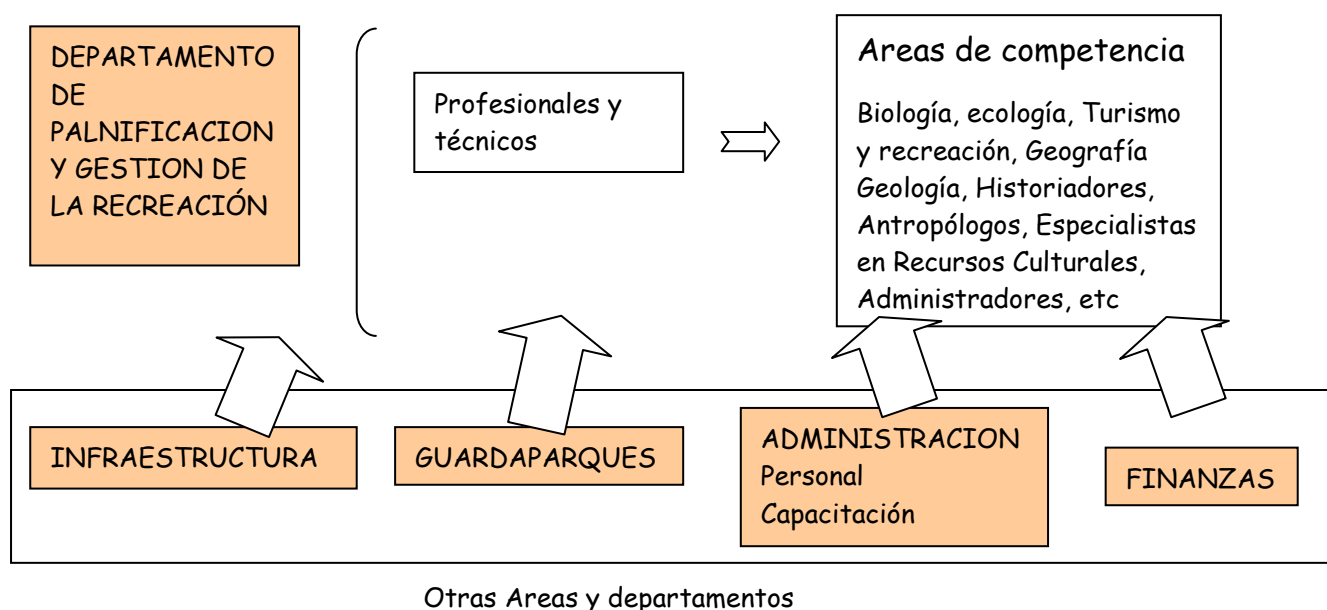 DEPARTAMENTO
DE
PALNIFICACION
Y GESTION DE
LA RECREACIÓN
Profesionales y
técnicos
Areas de competencia
Biología, ecología, Turismo
y recreación, Geografía
Geología, Historiadores,
Antropólogos, Especialistas
en Recursos Culturales,
Administradores, etc
INFRAESTRUCTURA
GUARDAPARQUES
ADMINISTRACION
Personal
Capacitación
FINANZAS
Otras Areas y departamentos